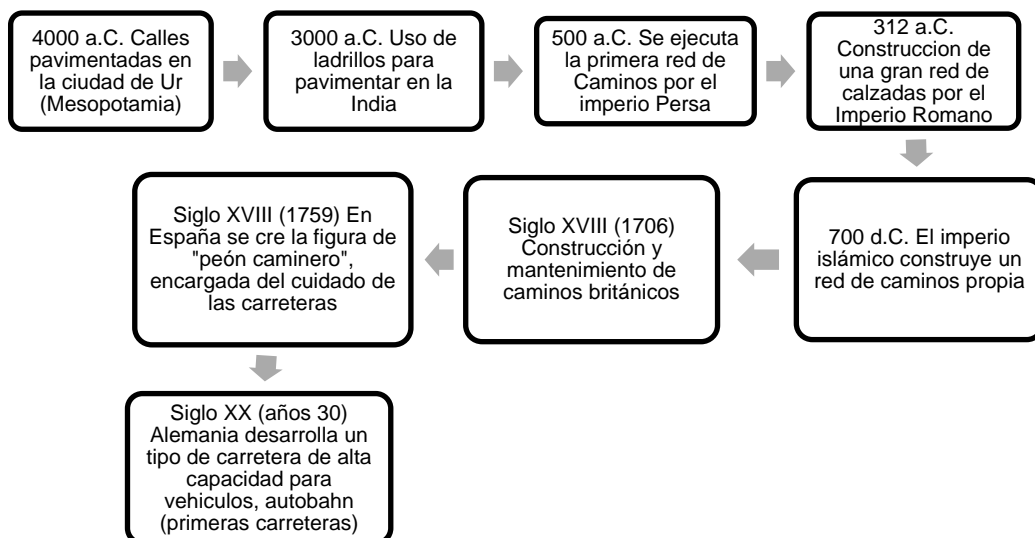 4000 a.C. Calles
pavimentadas en
la ciudad de Ur
(Mesopotamia)
3000 a.C. Uso de
ladrillos para
pavimentar en la
India
500 a.C. Se ejecuta
la primera red de
Caminos por el
imperio Persa
312 a.C.
Construccion de
una gran red de
calzadas por el
Imperio Romano
700 d.C. El imperio
islámico construye un
red de caminos propia
Siglo XVIII (1706)
Construcción y
mantenimiento de
caminos británicos
Siglo XVIII (1759) En
España se cre la figura de
"peón caminero",
encargada del cuidado de
las carreteras
Siglo XX (años 30)
Alemania desarrolla un
tipo de carretera de alta
capacidad para
vehiculos, autobahn
(primeras carreteras)